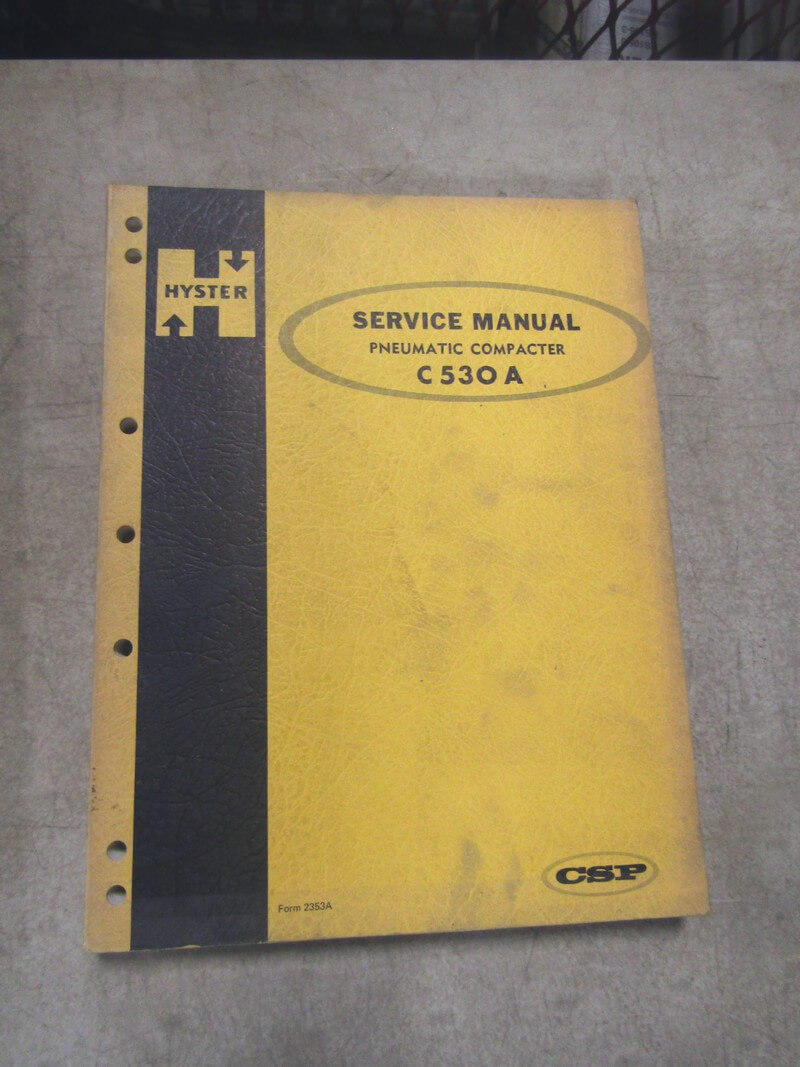 HYSTER
SERVICE MANUAL
PNEUMATIC COMPACTER
C 530 A
CSP
Form 2353A